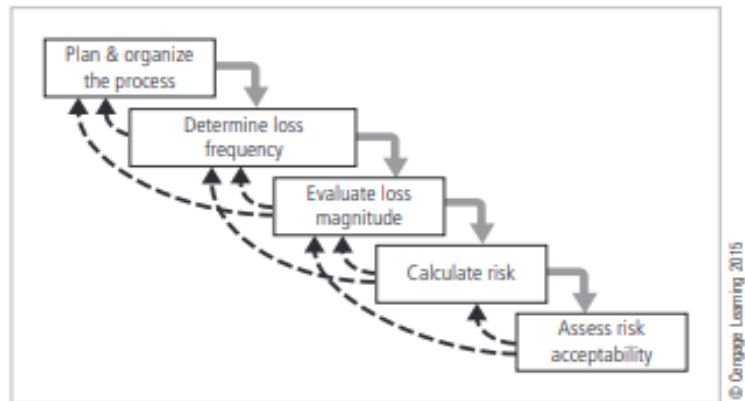 Plan & organize
the process
Determine loss
frequency
Evaluate loss
magnitude
Calculate risk
Assess risk
acceptability
© Cengage Learning 2015